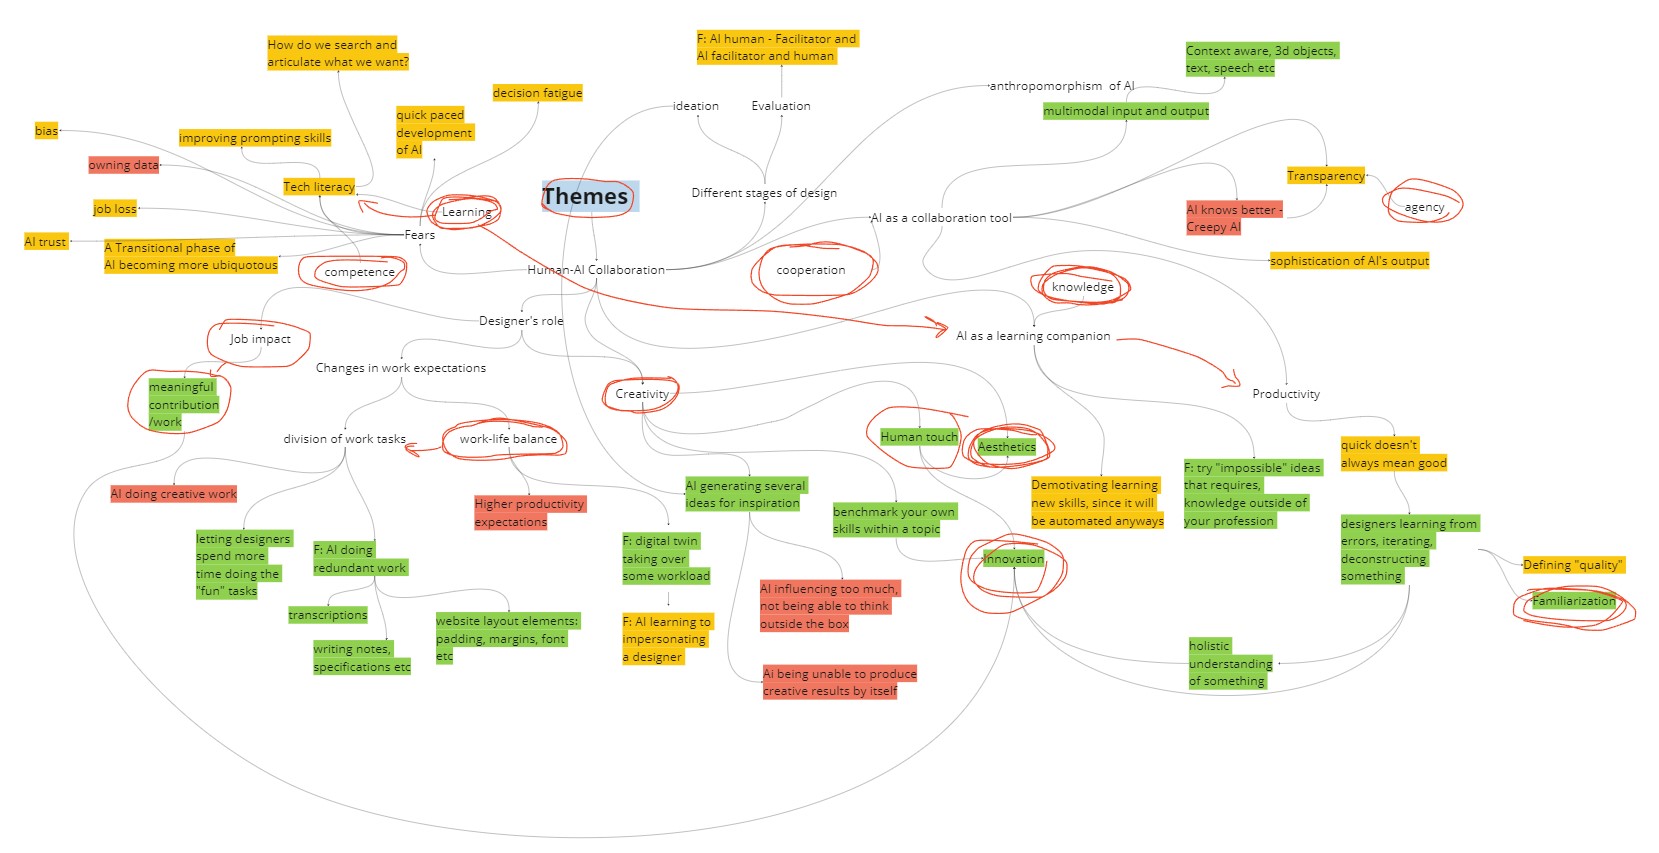 How do we search and
articulate what we want?
F: AI human - Facilitator and
AI facilitator and human
Context aware, 3d objects,
text, speech etc
decision fatigue
anthropomorphism  of AI
ideation
Evaluation
multimodal input and output
quick paced
development
of AI
bias
improving prompting skills
owning data
Transparency
Tech literacy
Different stages of design
Themes
job loss
Learning
AI knows better -
Creepy AI
agency
AI as a collaboration tool
Fears
AI trust
A Transitional phase of
AI becoming more ubiquotous
competence
Human-AI Collaboration
cooperation
sophistication of AI's output
knowledge
Designer's role
Job impact
AI as a learning companion
Changes in work expectations
meaningful
contribution
/work
Creativity
Productivity
division of work tasks
work-life balance
Human touch
Aesthetics
quick doesn't
always mean good
AI doing creative work
Higher productivity
expectations
AI generating several
ideas for inspiration
benchmark your own
skills within a topic
Demotivating learning
new skills, since it will
be automated anyways
F: try "impossible" ideas
that requires,
knowledge outside of
your profession
designers learning from
errors, iterating,
deconstructing
something
letting designers
spend more
time doing the
"fun" tasks
F: AI doing
redundant work
F: digital twin
taking over
some workload
Innovation
Defining "quality"
Familiarization
transcriptions
website layout elements:
padding, margins, font
etc
writing notes,
specifications etc
F: AI learning to
impersonating
a designer
AI influencing too much,
not being able to think
outside the box
Ai being unable to produce
creative results by itself
holistic
understanding
of something